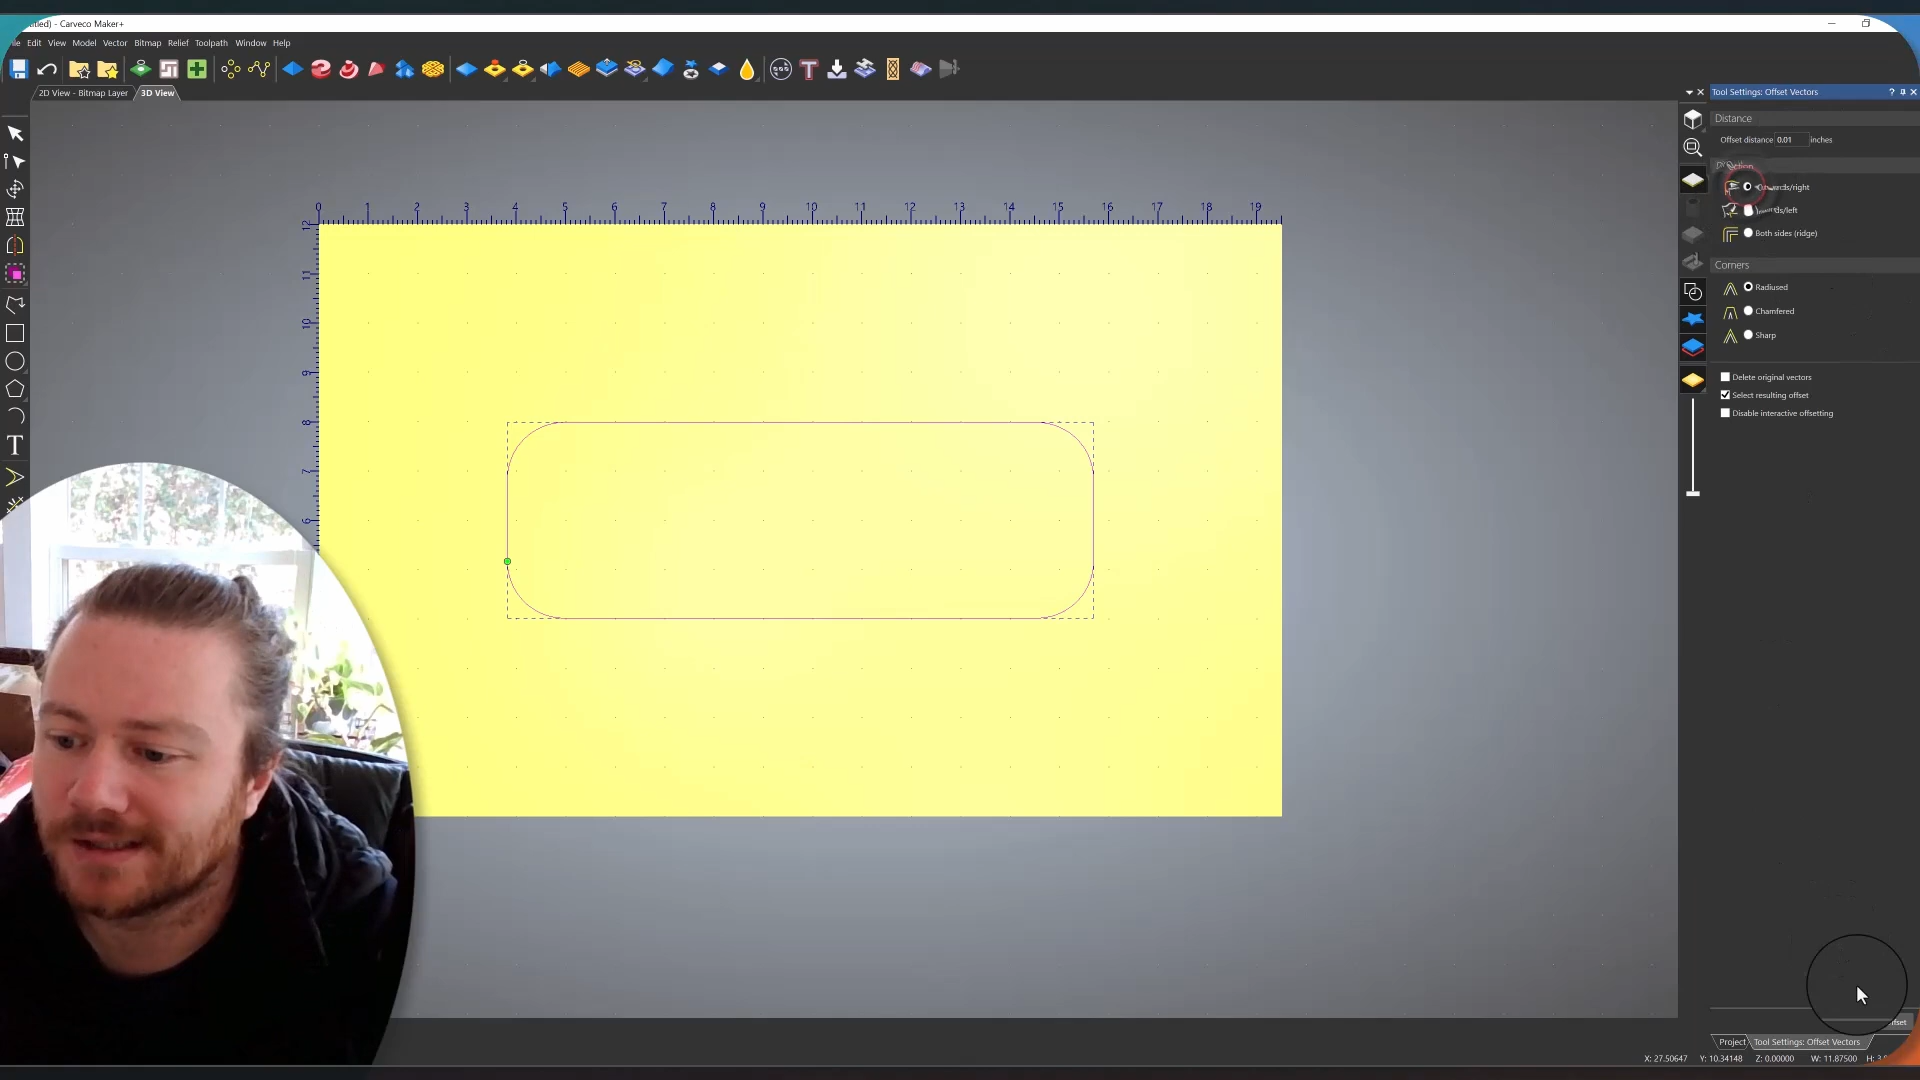 - Carveco Maker+
Edit View Model Vector Bitmap Relief Toolpath Window Help
2D View - Bitmap Layer 3D View
Tool Settings: Offset Vectors
Distance
Offset distance 0.01 inches
Both sides (ridge)
Corners
Radiused
Chamfered
Sharp
Delete original vectors
Select resulting offset
Disable interactive offsetting
0 1 2 3 4 5 6 7 8 9 10 11 12 13 14 15 16 17 18 19
12
11
10
9
8
7
6
T
Project Tool Settings: Offset Vectors
X: 27.50647 Y: 10.34148 Z: 0.00000 W: 11.87500 H: